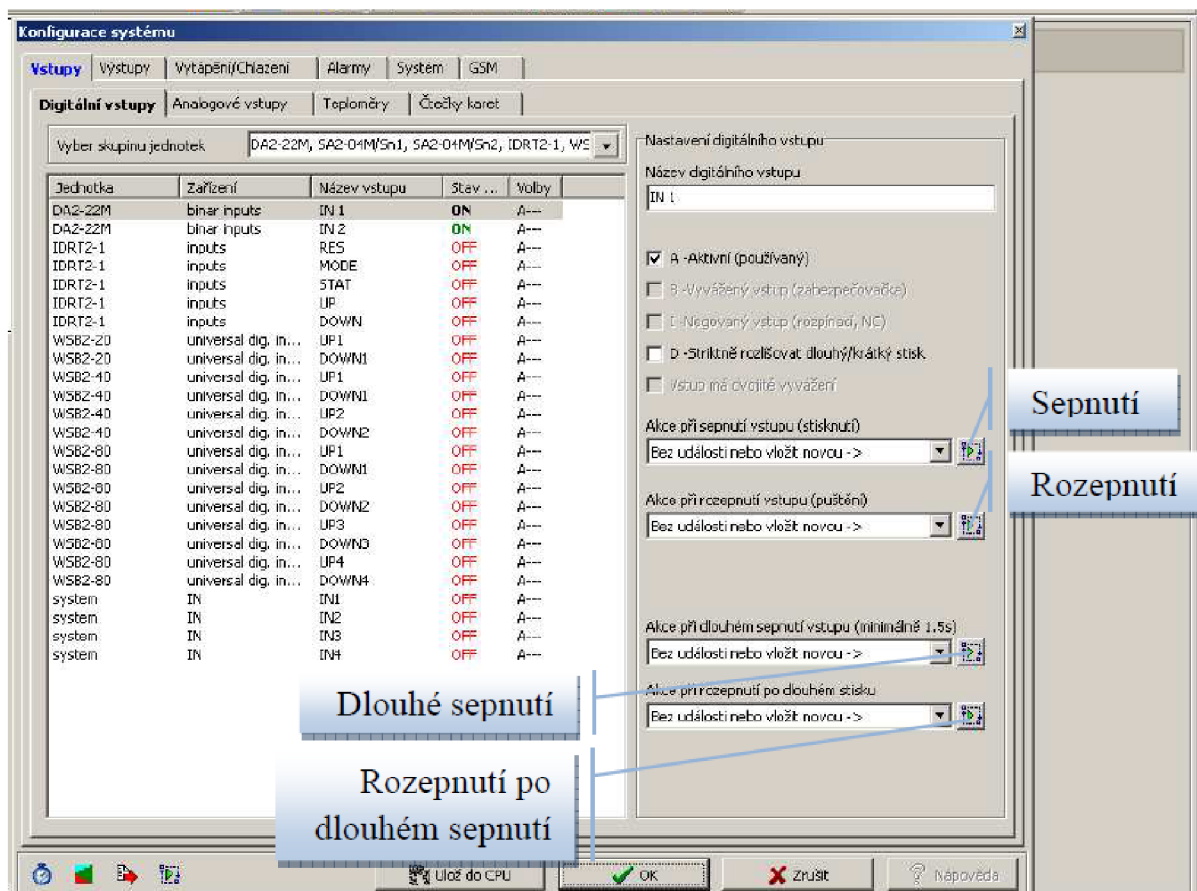 Konfigurace systému
Vstupy Výstupy Vytápění/Chlazení Alarmy Systém GSM
Digitální vstupy Analogové vstupy Teploměry Čtečky karet
Vyber skupinu jednotek DA2-22M, SA2-04M/Sn1, SA2-04M/Sn2, IDRT2-1, WS
Jednotka Zařízení Název vstupu Stav ... Volby
DA2-22M binar inputs IN 1 ON A---
DA2-22M binar inputs IN 2 ON A---
IDRT2-1 inputs RES OFF A---
IDRT2-1 inputs MODE OFF A---
IDRT2-1 inputs STAT OFF A---
IDRT2-1 inputs UP OFF A---
IDRT2-1 inputs DOWN OFF A---
WSB2-20 universal dig. in... UP1 OFF A---
WSB2-20 universal dig. in... DOWN1 OFF A---
WSB2-40 universal dig. in... UP1 OFF A---
WSB2-40 universal dig. in... DOWN1 OFF A---
WSB2-40 universal dig. in... UP2 OFF A---
WSB2-40 universal dig. in... DOWN2 OFF A---
WSB2-80 universal dig. in... UP1 OFF A---
WSB2-80 universal dig. in... DOWN1 OFF A---
WSB2-80 universal dig. in... UP2 OFF A---
WSB2-80 universal dig. in... DOWN2 OFF A---
WSB2-80 universal dig. in... UP3 OFF A---
WSB2-80 universal dig. in... DOWN3 OFF A---
WSB2-80 universal dig. in... UP4 OFF A---
WSB2-80 universal dig. in... DOWN4 OFF A---
system IN IN1 OFF A---
system IN IN2 OFF A---
system IN IN3 OFF A---
system IN IN4 OFF A---
Nastavení digitálního vstupu
Název digitálního vstupu
IN 1
A -Aktivní (používaný)
B -Vyvážený vstup (zabezpečovačka)
I -Negovaný vstup (rozpínací, NC)
D -Striktně rozlišovat dlouhý/krátký stisk
Vstup má dvojité vyvážení
Akce při sepnutí vstupu (stisknutí)
Bez události nebo vložit novou ->
Sepnutí
Akce při rozepnutí vstupu (puštění)
Bez události nebo vložit novou ->
Rozepnutí
Akce při dlouhém sepnutí vstupu (minimálně 1.5s)
Bez události nebo vložit novou ->
Dlouhé sepnutí
Akce při rozepnutí po dlouhém stisku
Bez události nebo vložit novou ->
Rozepnutí po
dlouhém sepnutí
Ulož do CPU OK Zrušit Nápověda